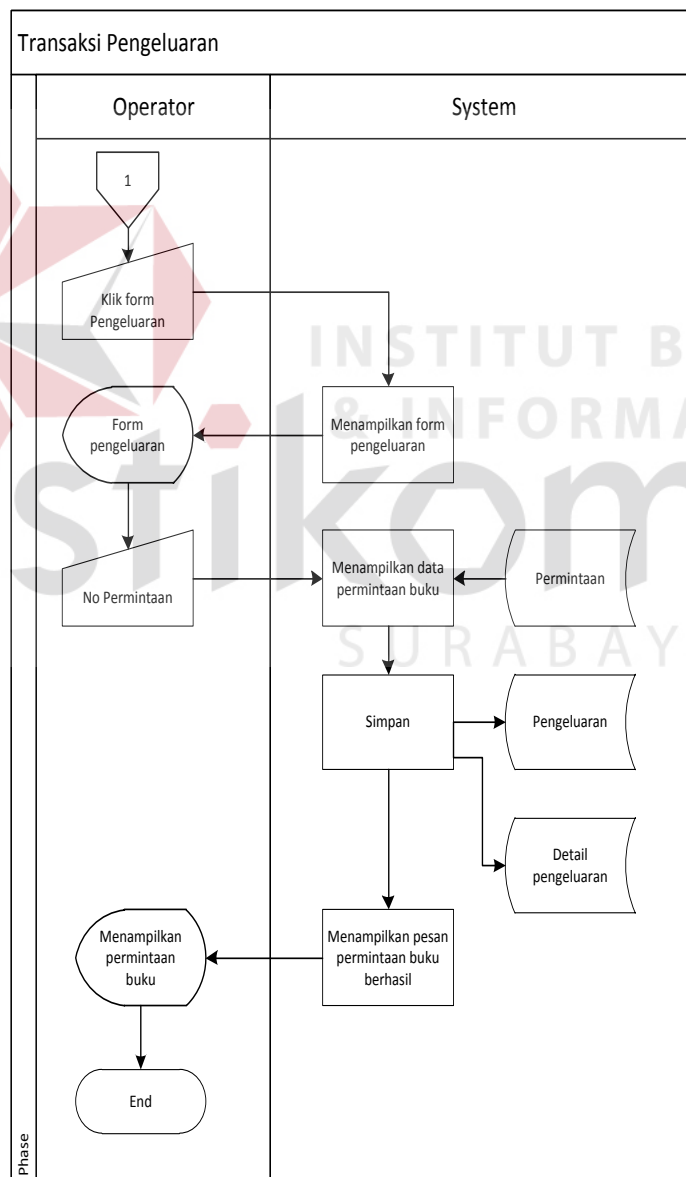 Transaksi Pengeluaran
Operator
System
1
Klik form
Pengeluaran
Form
pengeluaran
Menampilkan form
pengeluaran
No Permintaan
Menampilkan data
permintaan buku
Permintaan
Simpan
Pengeluaran
Detail
pengeluaran
Menampilkan
permintaan
buku
Menampilkan pesan
permintaan buku
berhasil
End
Phase
INSTITUT B
& INFORMA
stikom
SURABAY